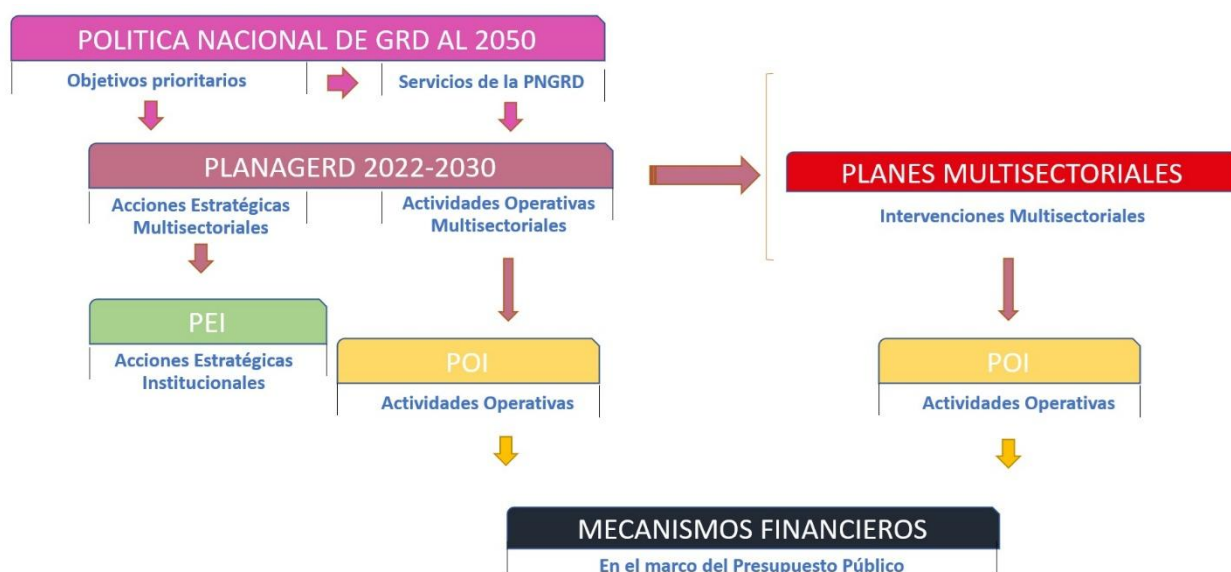 POLITICA NACIONAL DE GRD AL 2050
Objetivos prioritarios
Servicios de la PNGRD
PLANAGERD 2022-2030
Acciones Estratégicas
Multisectoriales
Actividades Operativas
Multisectoriales
PLANES MULTISECTORIALES
Intervenciones Multisectoriales
PEI
Acciones Estratégicas
Institucionales
POI
Actividades Operativas
POI
Actividades Operativas
MECANISMOS FINANCIEROS
En el marco del Presupuesto Público